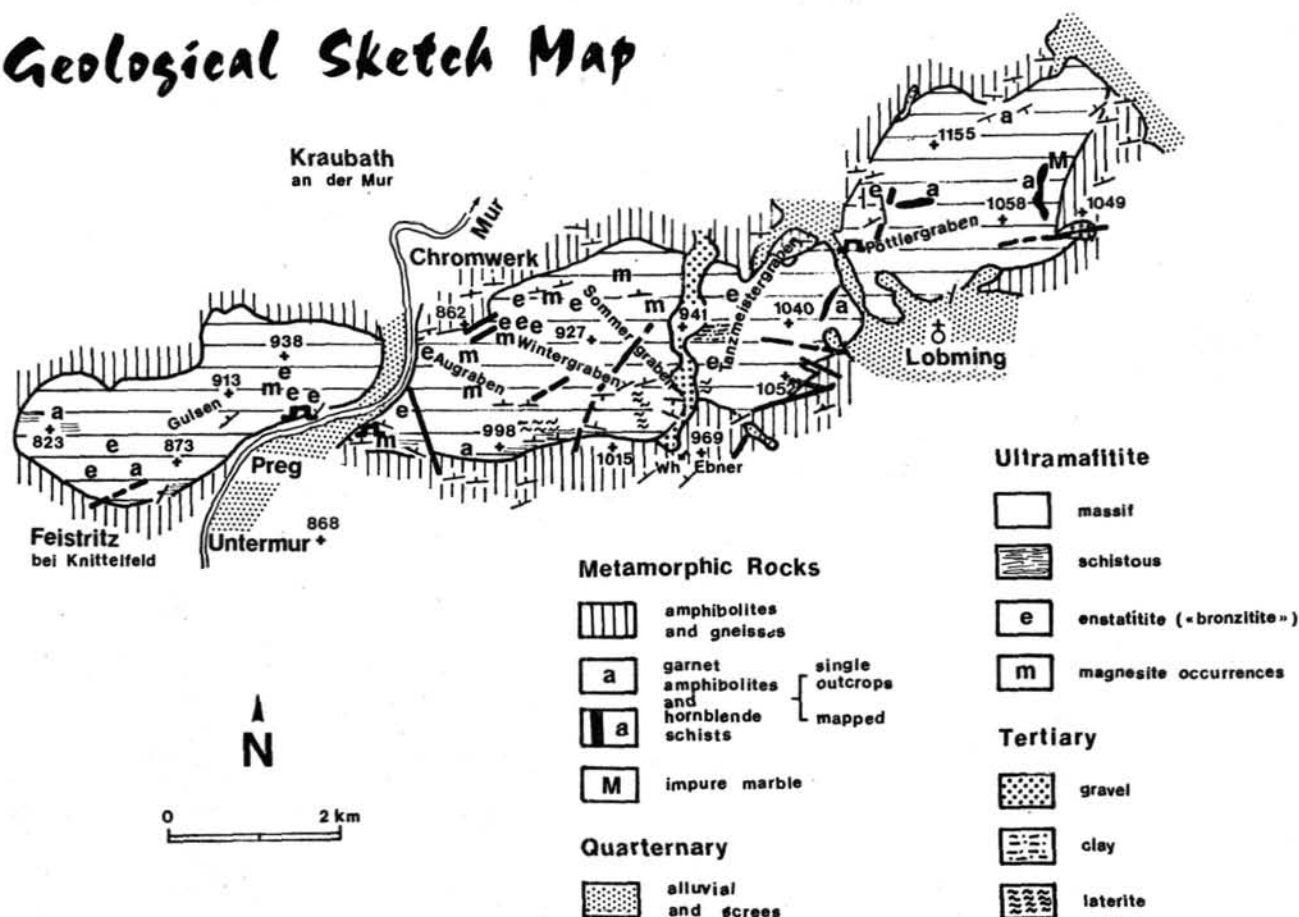 Geological Sketch Map
Kraubath
an der Mur
Mur
Chromwerk
1155
M
a
e
a
a
1058
1049
Pöttlergraben
Tanzmeistergraben
m
e
m
e
m
e
862
e e e
m
927
Sommergraben
941
1040
a
Lobming
938
e
Augraben
m
Wintergraben
e
1052
913
m
e
e
Gulsen
m
a
823
e
873
e
m
998
a
1015
969
Wh. Ebner
e
a
Preg
868
Feistritz
bei Knittelfeld
Untermur
N
0 2 km
Metamorphic Rocks
amphibolites
and gneisses
a
garnet
amphibolites
and
hornblende
schists
single
outcrops
mapped
a
M
impure marble
Quarternary
alluvial
and screes
Ultramafitite
massif
schistous
e
enstatitite («bronzitite»)
m
magnesite occurrences
Tertiary
gravel
clay
laterite